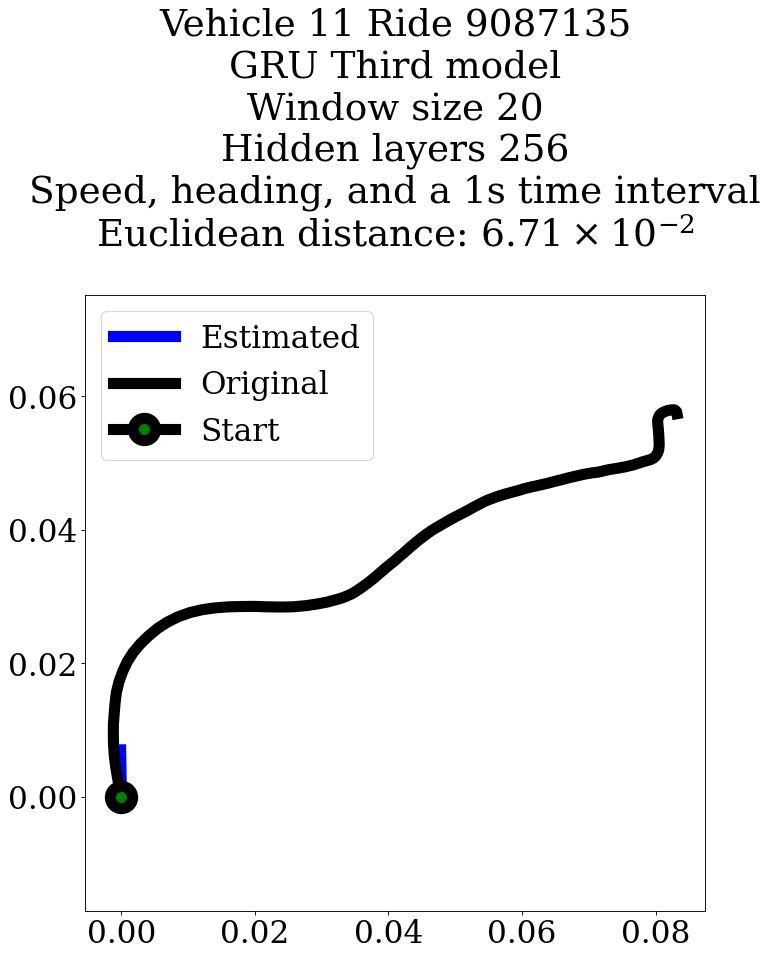 Vehicle 11 Ride 9087135
GRU Third model
Window size 20
Hidden layers 256
Speed, heading, and a 1s time interval
Euclidean distance: 6.71 × 10⁻²
Estimated
Original
Start
0.06
0.04
0.02
0.00
0.00 0.02 0.04 0.06 0.08